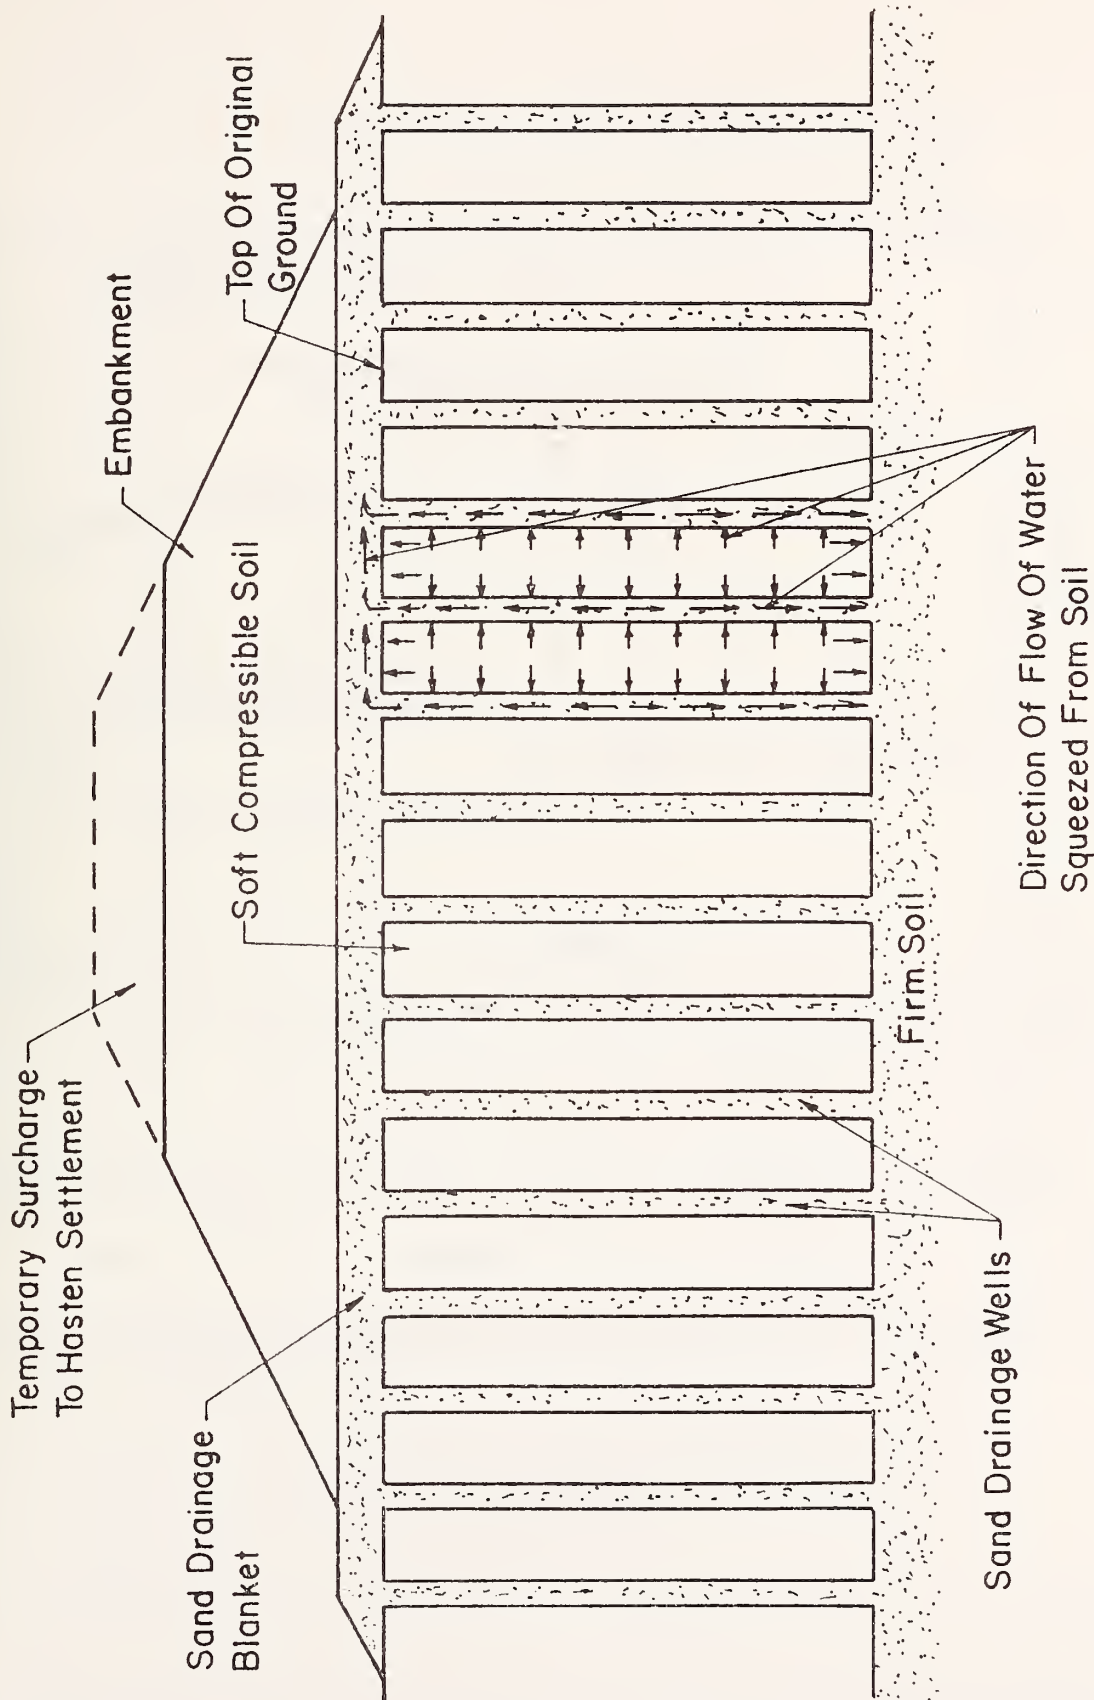 Temporary Surcharge
To Hasten Settlement
Embankment
Sand Drainage
Blanket
Soft Compressible Soil
Top Of Original
Ground
Firm Soil
Sand Drainage Wells
Direction Of Flow Of Water
Squeezed From Soil